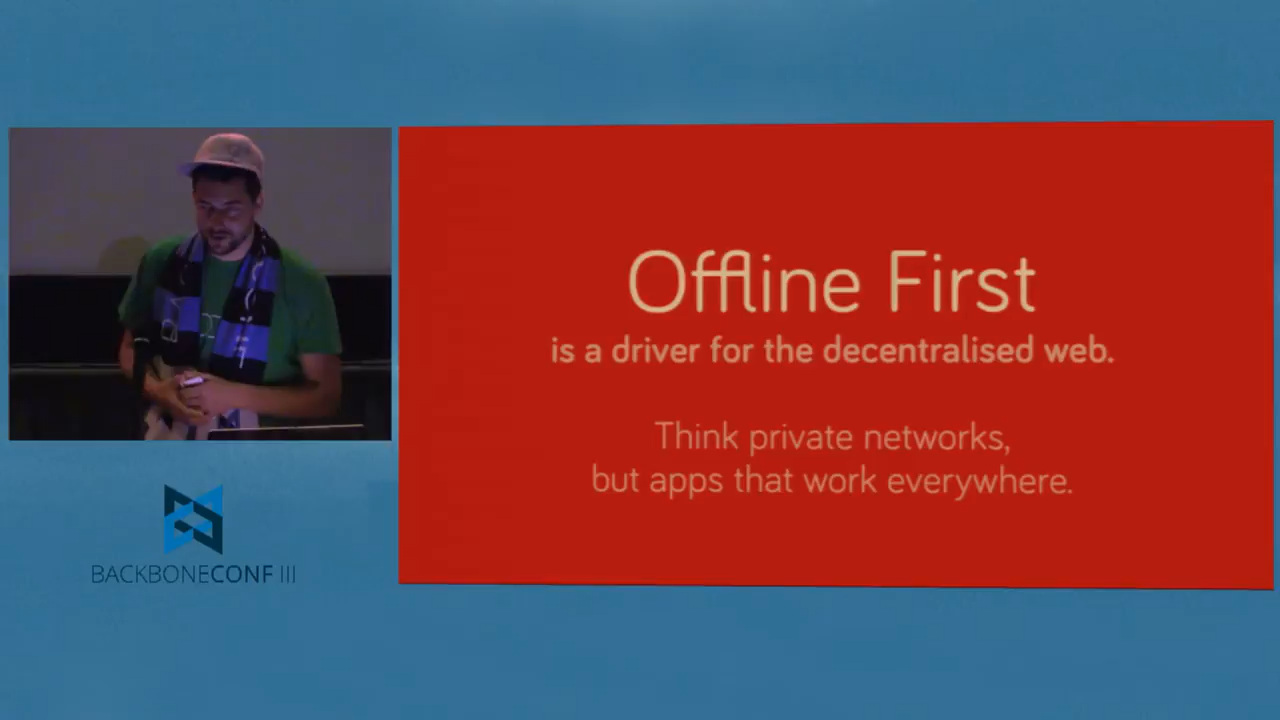 Offline First
is a driver for the decentralised web.
Think private networks,
but apps that work everywhere.
BACKBONECONF III